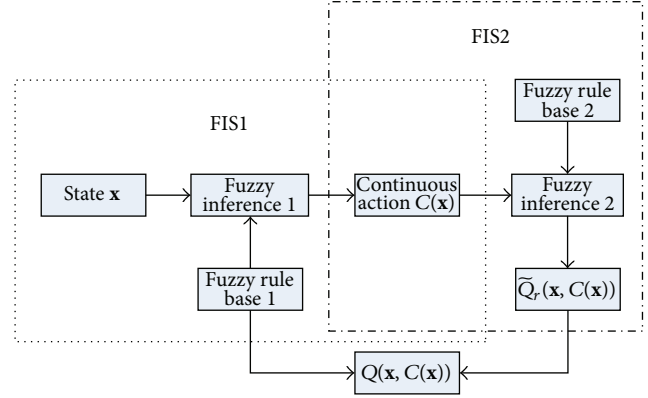 FIS2
Fuzzy rule
base 2
FIS1
State x
Fuzzy
inference 1
Continuous
action C(x)
Fuzzy
inference 2
Fuzzy rule
base 1
Q̃r(x, C(x))
Q(x, C(x))